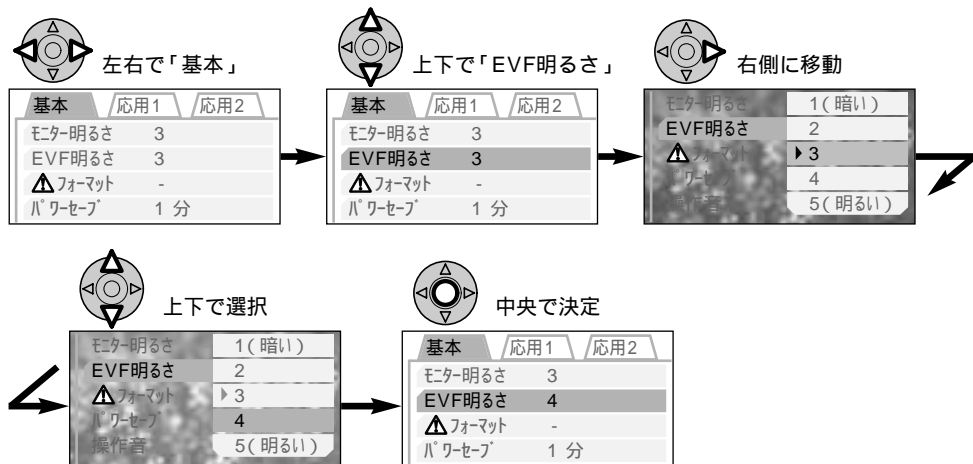 左右で「基本」
基本 応用1 応用2
ﾓﾆﾀｰ明るさ 3
EVF明るさ 3
ﾌｫｰﾏｯﾄ -
ﾊﾟﾜｰｾｰﾌﾞ 1 分
上下で「EVF明るさ」
基本 応用1 応用2
ﾓﾆﾀｰ明るさ 3
EVF明るさ 3
ﾌｫｰﾏｯﾄ -
ﾊﾟﾜｰｾｰﾌﾞ 1 分
右側に移動
ﾓﾆﾀｰ明るさ 1(暗い)
EVF明るさ 2
ﾌｫｰﾏｯﾄ 3
ﾊﾟﾜｰｾｰﾌﾞ 4
操作音 5(明るい)
上下で選択
ﾓﾆﾀｰ明るさ 1(暗い)
EVF明るさ 2
ﾌｫｰﾏｯﾄ 3
ﾊﾟﾜｰｾｰﾌﾞ 4
操作音 5(明るい)
中央で決定
基本 応用1 応用2
ﾓﾆﾀｰ明るさ 3
EVF明るさ 4
ﾌｫｰﾏｯﾄ -
ﾊﾟﾜｰｾｰﾌﾞ 1 分